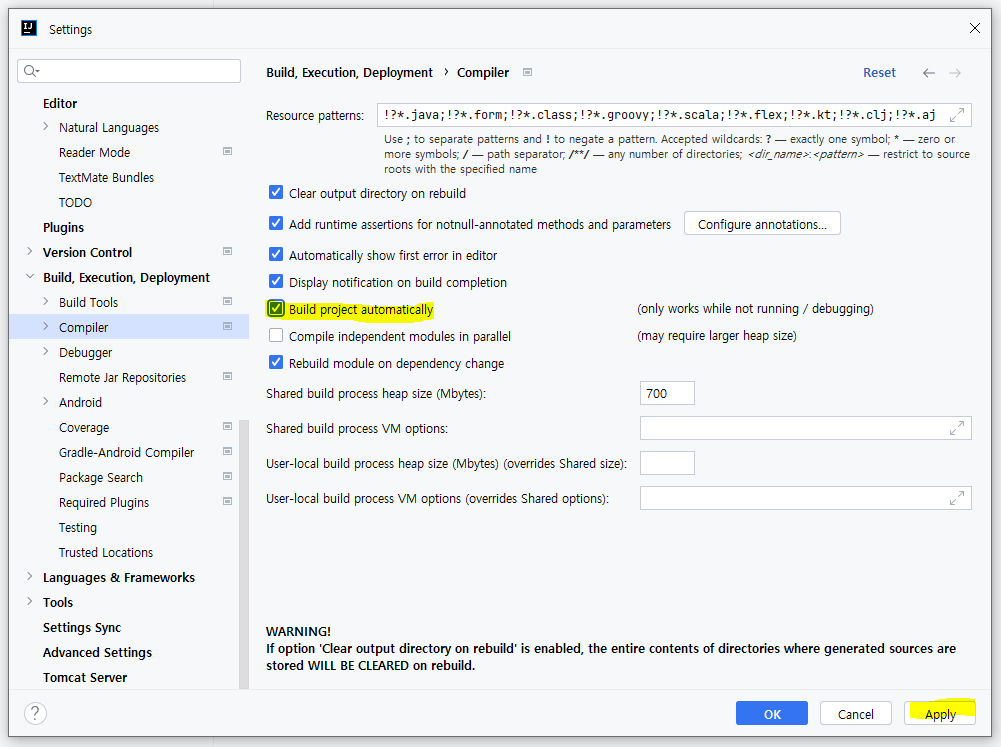 Settings
Editor
Natural Languages
Reader Mode
TextMate Bundles
TODO
Plugins
Version Control
Build, Execution, Deployment
Build Tools
Compiler
Debugger
Remote Jar Repositories
Android
Coverage
Gradle-Android Compiler
Package Search
Required Plugins
Testing
Trusted Locations
Languages & Frameworks
Tools
Settings Sync
Advanced Settings
Tomcat Server
Build, Execution, Deployment › Compiler
Reset
Resource patterns: !?*.java;!?*.form;!?*.class;!?*.groovy;!?*.scala;!?*.flex;!?*.kt;!?*.clj;!?*.aj
Use ; to separate patterns and ! to negate a pattern. Accepted wildcards: ? — exactly one symbol; * — zero or
more symbols; / — path separator; /**/ — any number of directories; <dir_name>:<pattern> — restrict to source
roots with the specified name
Clear output directory on rebuild
Add runtime assertions for notnull-annotated methods and parameters Configure annotations...
Automatically show first error in editor
Display notification on build completion
Build project automatically (only works while not running / debugging)
Compile independent modules in parallel (may require larger heap size)
Rebuild module on dependency change
Shared build process heap size (Mbytes): 700
Shared build process VM options:
User-local build process heap size (Mbytes) (overrides Shared size):
User-local build process VM options (overrides Shared options):
WARNING!
If option 'Clear output directory on rebuild' is enabled, the entire contents of directories where generated sources are
stored WILL BE CLEARED on rebuild.
? OK Cancel Apply